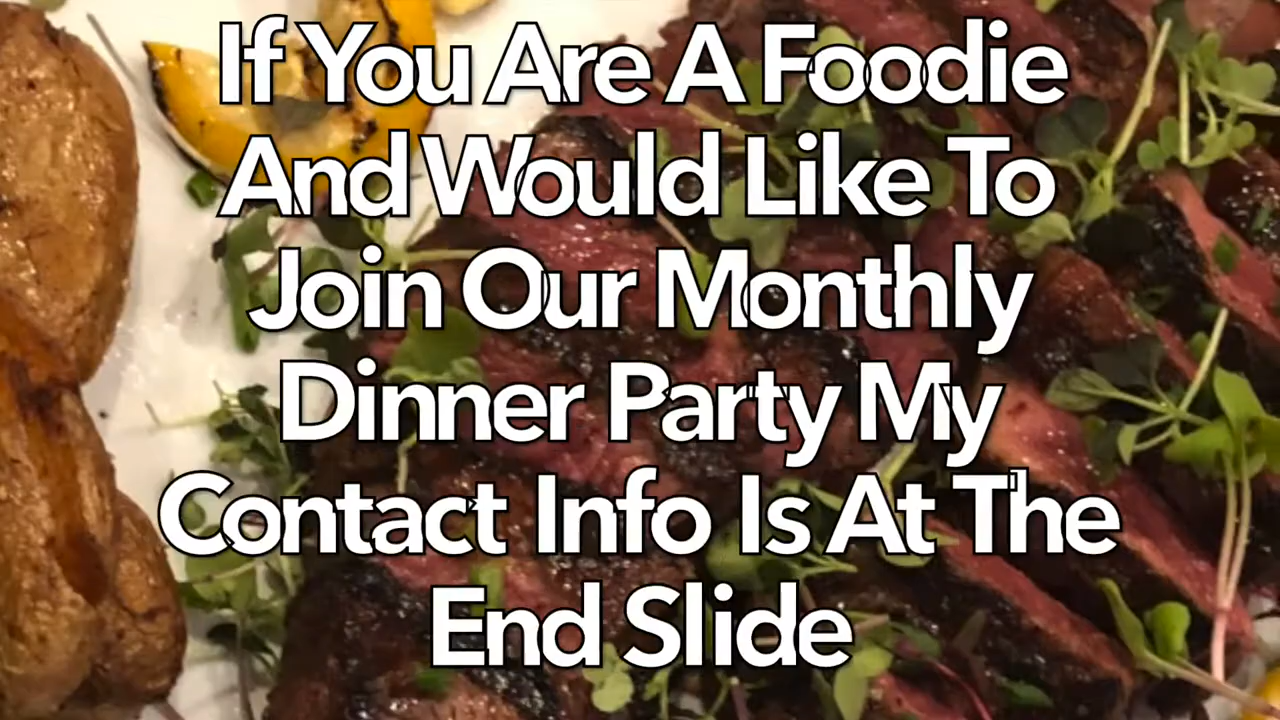 If You Are A Foodie
And Would Like To
Join Our Monthly
Dinner Party My
Contact Info Is At The
End Slide